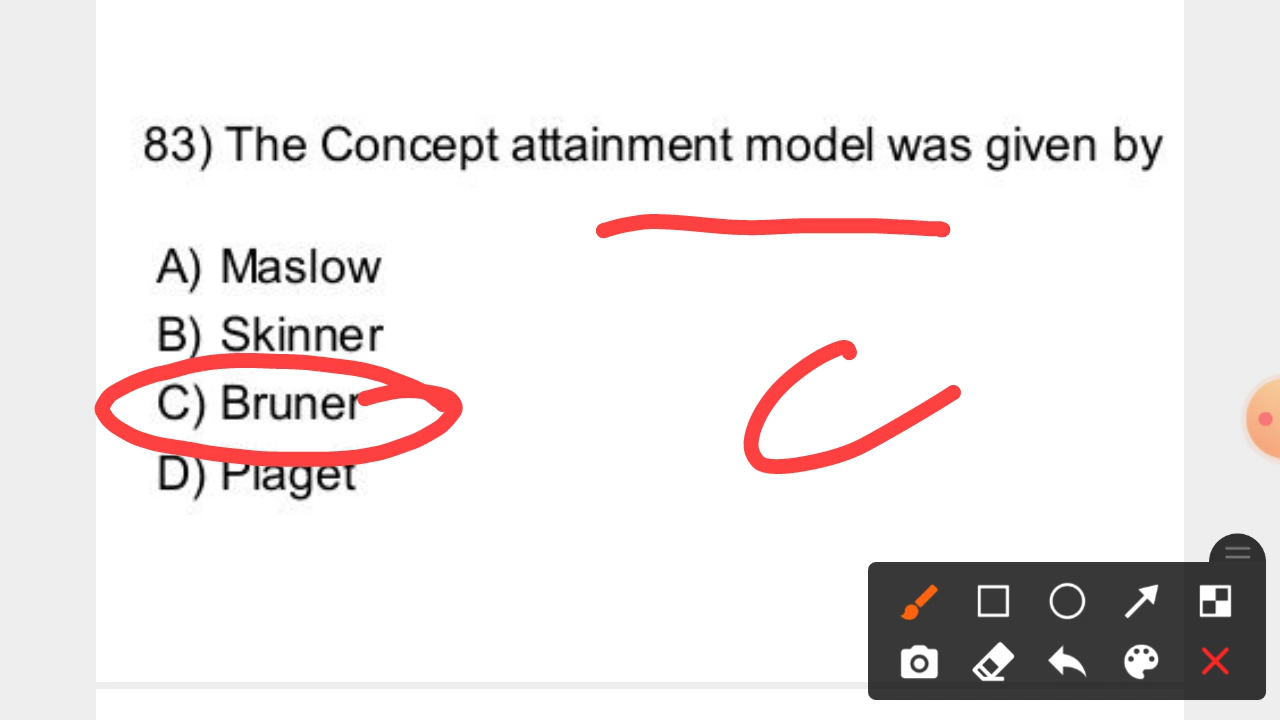 83) The Concept attainment model was given by
A) Maslow
B) Skinner
C) Bruner
D) Piaget
C